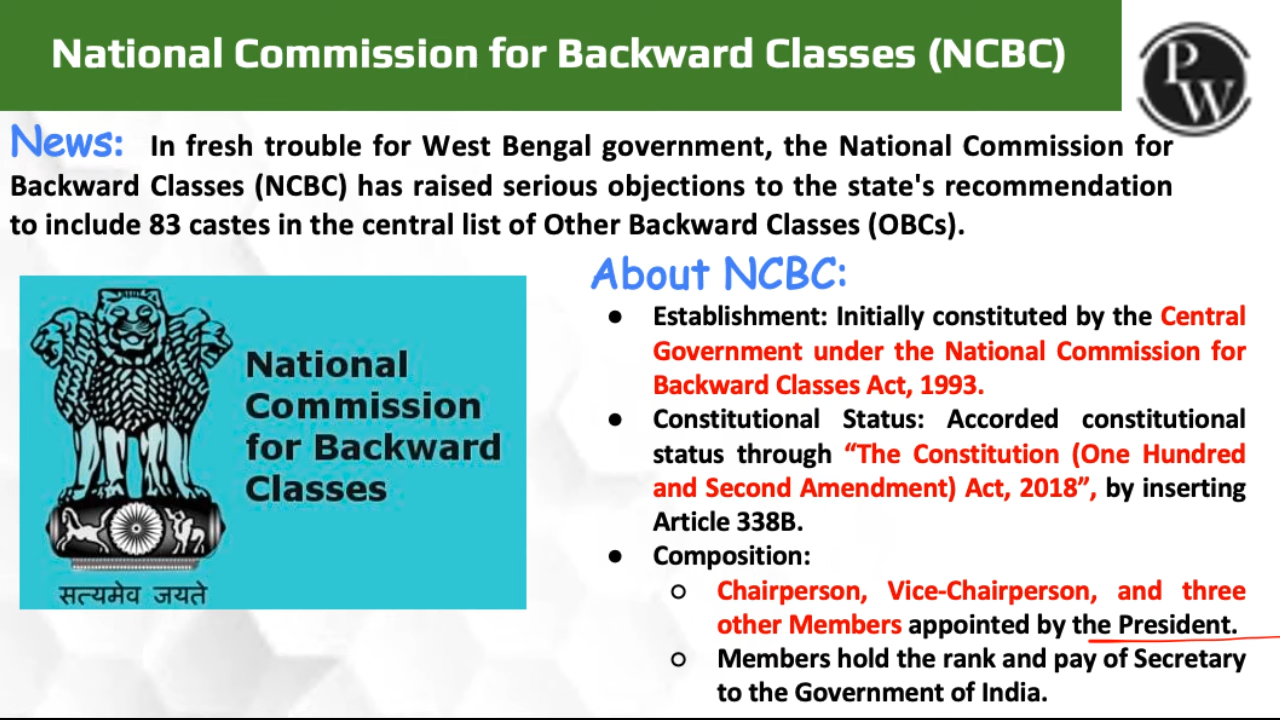 National Commission for Backward Classes (NCBC)
PW
News: In fresh trouble for West Bengal government, the National Commission for
Backward Classes (NCBC) has raised serious objections to the state's recommendation
to include 83 castes in the central list of Other Backward Classes (OBCs).
National
Commission
for Backward
Classes
सत्यमेव जयते
About NCBC:
● Establishment: Initially constituted by the Central
Government under the National Commission for
Backward Classes Act, 1993.
● Constitutional Status: Accorded constitutional
status through “The Constitution (One Hundred
and Second Amendment) Act, 2018”, by inserting
Article 338B.
● Composition:
○ Chairperson, Vice-Chairperson, and three
other Members appointed by the President.
○ Members hold the rank and pay of Secretary
to the Government of India.